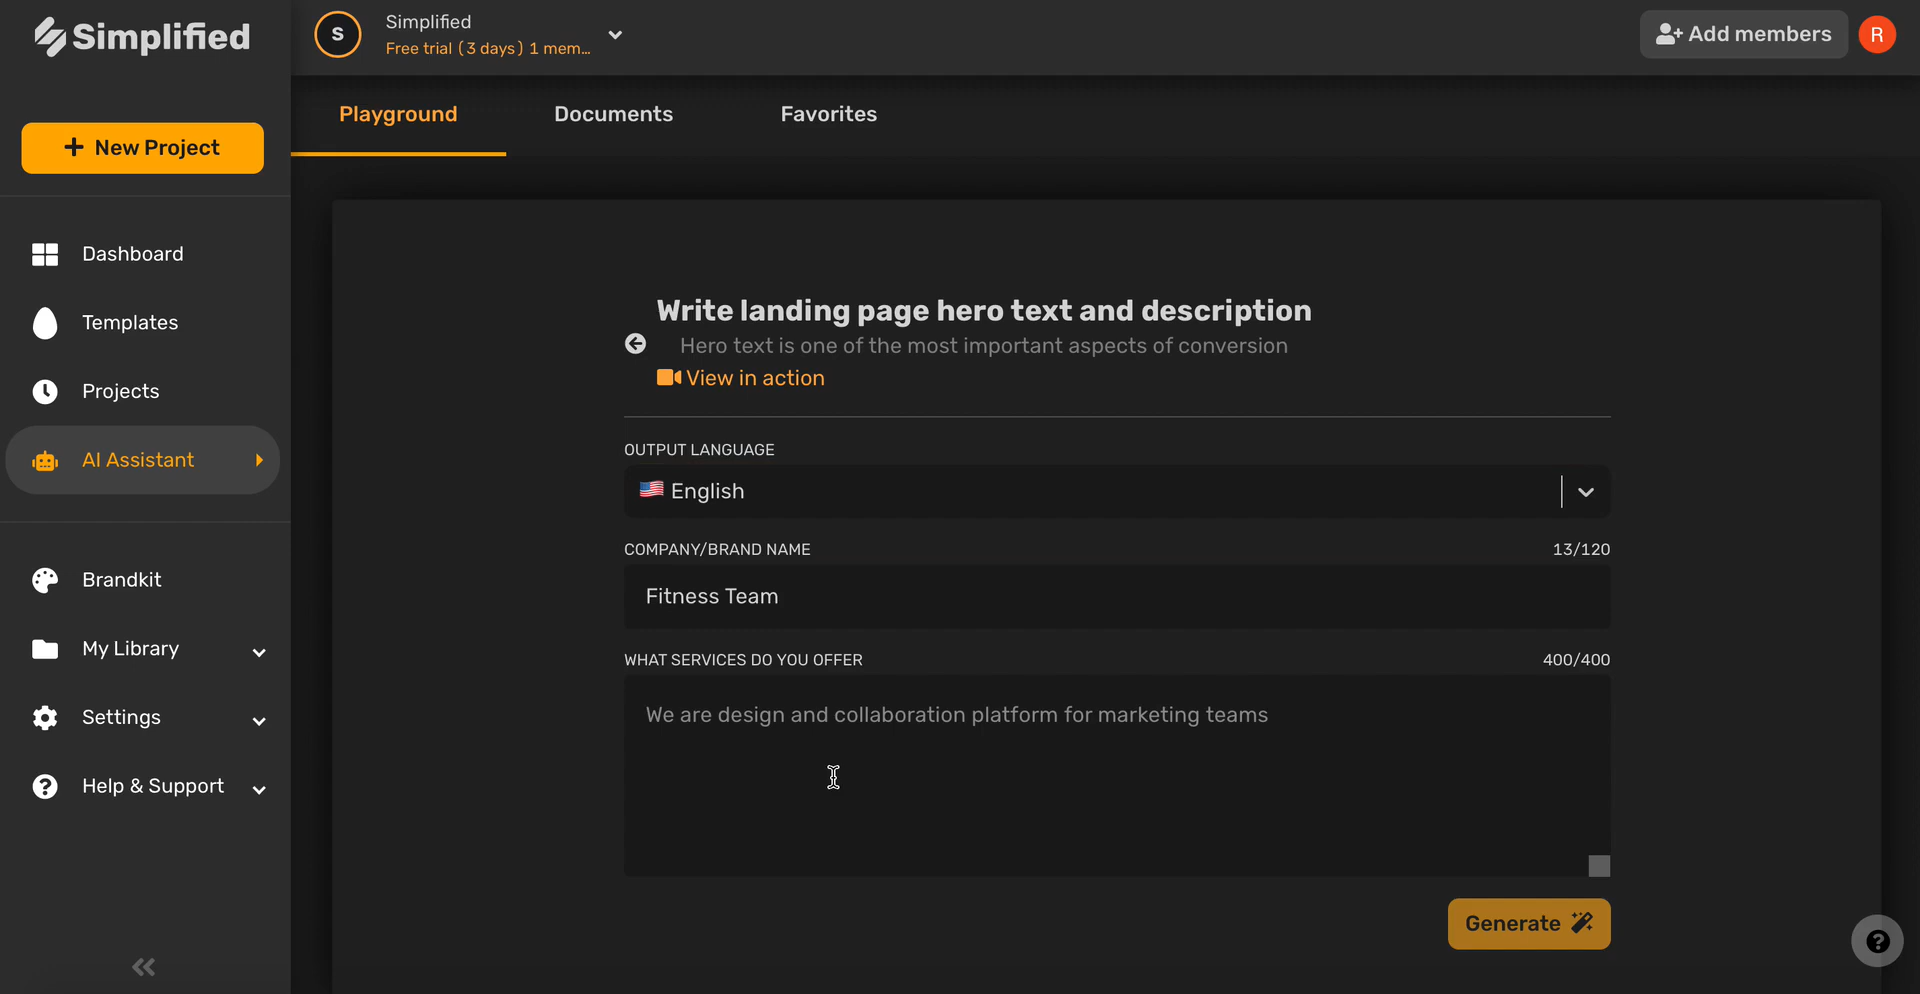 Simplified
New Project
Dashboard
Templates
Projects
AI Assistant
Brandkit
My Library
Settings
Help & Support
S
Simplified
Free trial (3 days) 1 mem...
Add members
R
Playground
Documents
Favorites
Write landing page hero text and description
Hero text is one of the most important aspects of conversion
View in action
OUTPUT LANGUAGE
English
COMPANY/BRAND NAME
13/120
Fitness Team
WHAT SERVICES DO YOU OFFER
400/400
We are design and collaboration platform for marketing teams
Generate